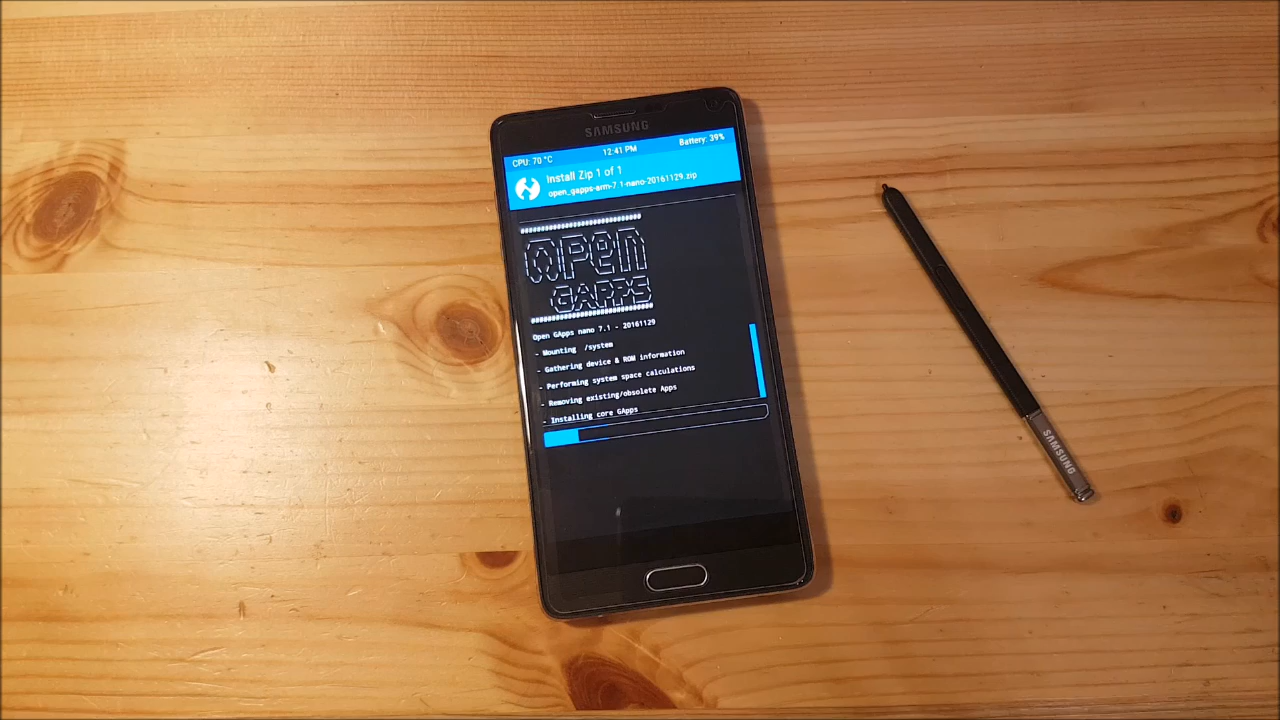 SAMSUNG
CPU: 70 °C 12:41 PM Battery: 39%
Install Zip 1 of 1
open_gapps-arm-7 1-nano-20161129.zip
##############################
OPEN
GAPPS
##############################
Open GApps nano 7.1 - 20161129
- Mounting /system
- Gathering device & ROM information
- Performing system space calculations
- Removing existing/obsolete Apps
- Installing core GApps
SAMSUNG